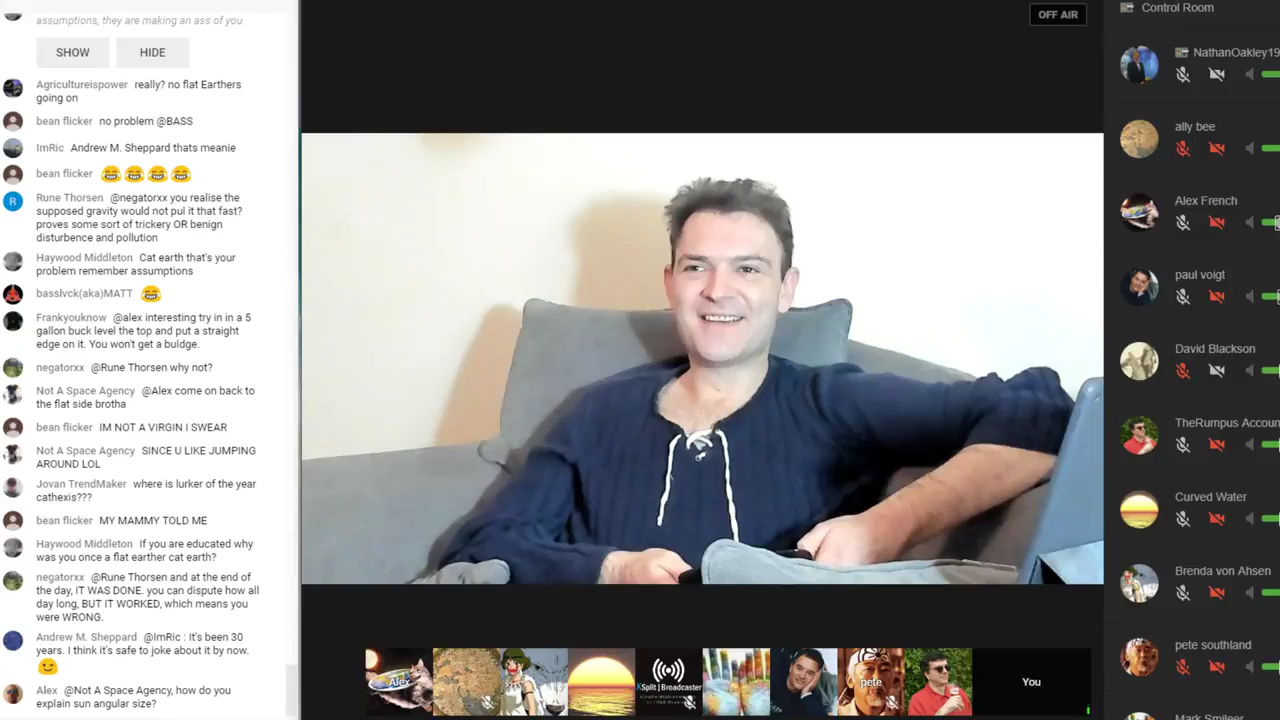 assumptions, they are making an ass of you
SHOW
HIDE
Agricultureispower really? no flat Earthers
going on
bean flicker no problem @BASS
ImRic Andrew M. Sheppard thats meanie
bean flicker 😂 😂 😂 😂
R
Rune Thorsen @negatorxx you realise the
supposed gravity would not pull it that fast?
proves some sort of trickery OR benign
disturbence and pollution
Haywood Middleton Cat earth that's your
problem remember assumptions
basslvck(aka)MATT 😂
Frankyouknow @alex interesting try in in a 5
gallon buck level the top and put a straight
edge on it. You won't get a buldge.
negatorxx @Rune Thorsen why not?
Not A Space Agency @Alex come on back to
the flat side brotha
bean flicker IM NOT A VIRGIN I SWEAR
Not A Space Agency SINCE U LIKE JUMPING
AROUND LOL
Jovan TrendMaker where is lurker of the year
cathexis???
bean flicker MY MAMMY TOLD ME
Haywood Middleton If you are educated why
was you once a flat earther cat earth?
negatorxx @Rune Thorsen and at the end of
the day, IT WAS DONE. you can dispute how all
day long, BUT IT WORKED, which means you
were WRONG.
Andrew M. Sheppard @ImRic : It's been 30
years. I think it's safe to joke about it by now.
😉
Alex @Not A Space Agency, how do you
explain sun angular size?
OFF AIR
Alex
XSplit|Broadcaster
pete
You
Control Room
NathanOakley19
ally bee
Alex French
paul voigt
David Blackson
TheRumpus Accoun
Curved Water
Brenda von Ahsen
pete southland
Mark Smileer